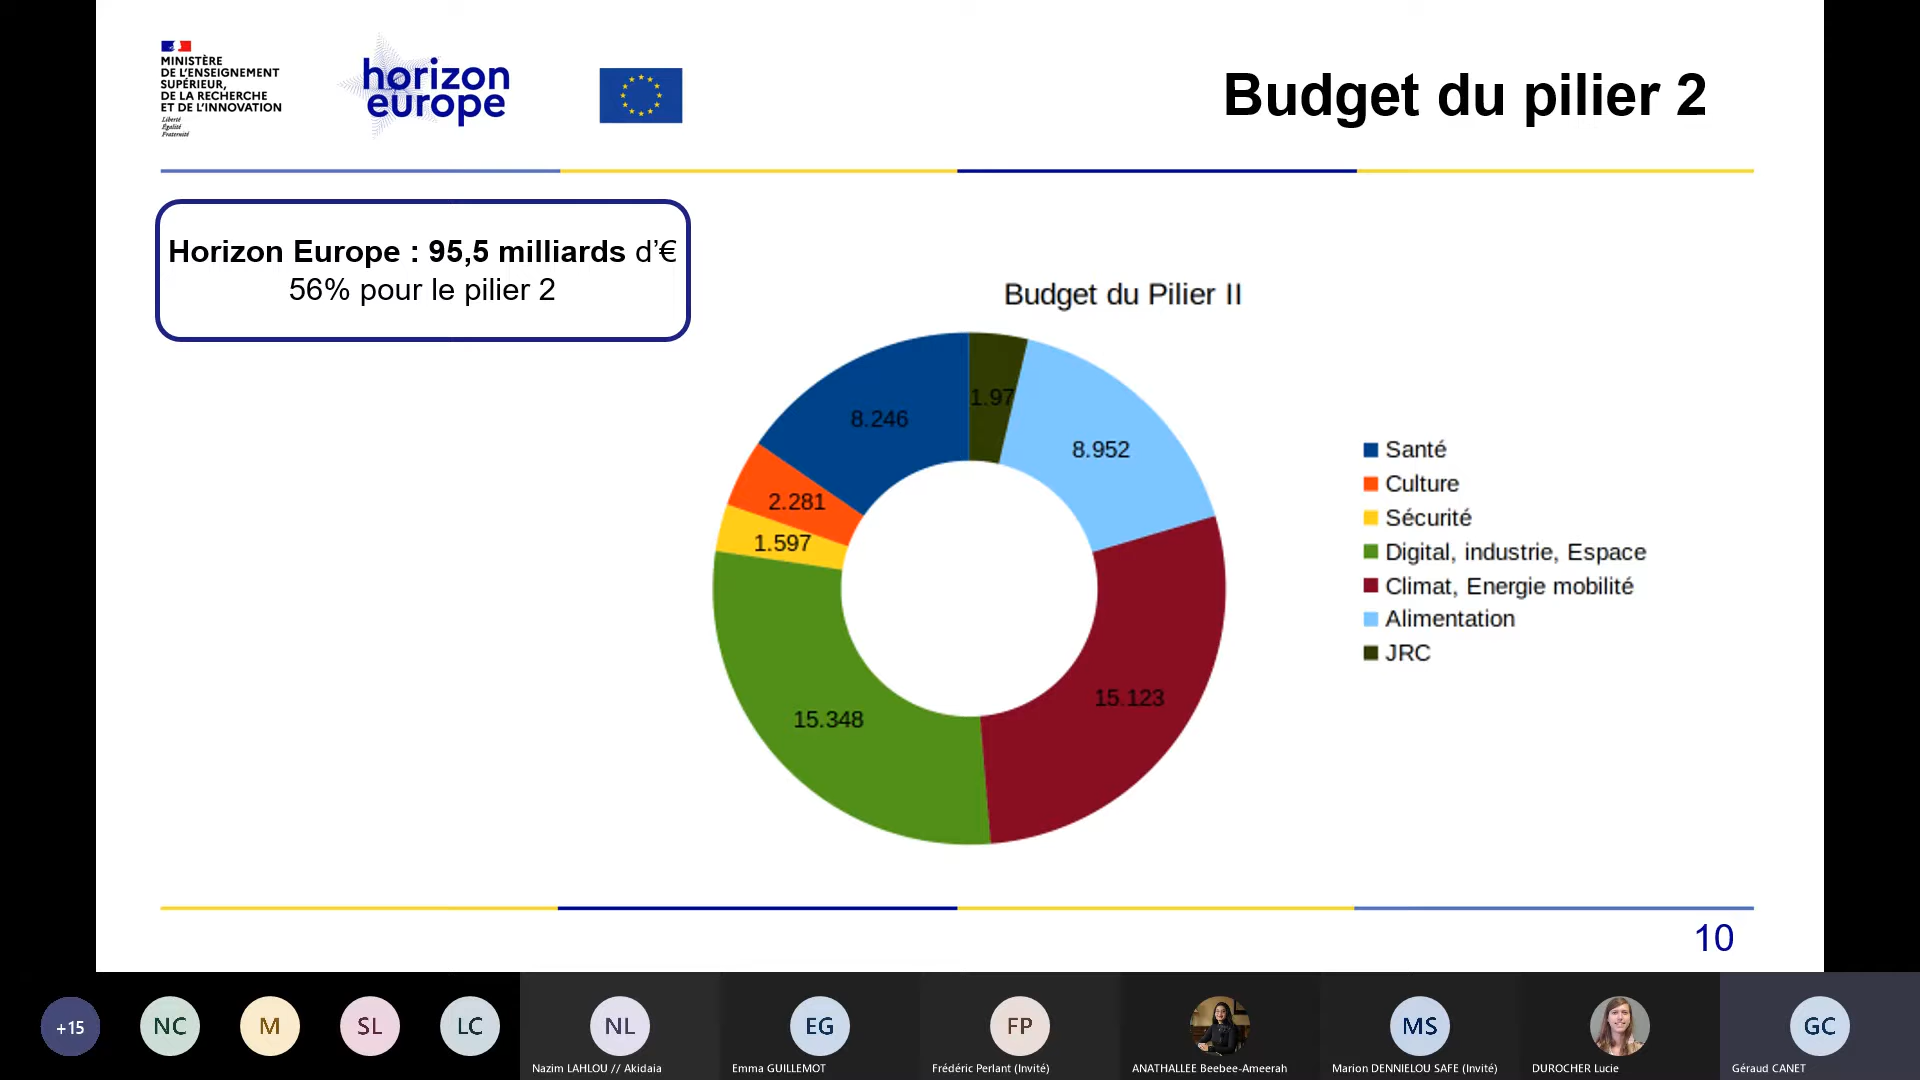 MINISTÈRE
DE L'ENSEIGNEMENT
SUPÉRIEUR,
DE LA RECHERCHE
ET DE L'INNOVATION
Liberté
Égalité
Fraternité
horizon
europe
Budget du pilier 2
Horizon Europe : 95,5 milliards d'€
56% pour le pilier 2
Budget du Pilier II
1.97
8.246
8.952
2.281
1.597
15.123
15.348
Santé
Culture
Sécurité
Digital, industrie, Espace
Climat, Energie mobilité
Alimentation
JRC
10
+15
NC
M
SL
LC
NL
EG
FP
MS
GC
Nazim LAHLOU // Akidaia
Emma GUILLEMOT
Frédéric Perlant (Invité)
ANATHALLEE Beebee-Ameerah
Marion DENNIELOU SAFE (Invité)
DUROCHER Lucie
Géraud CANET